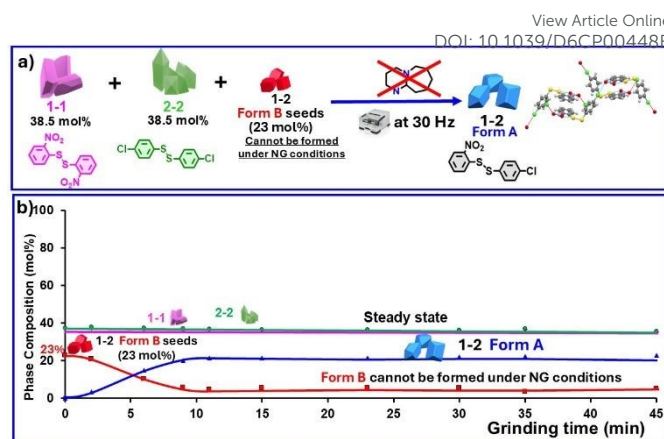 View Article Online
DOI: 10.1039/D6CP00448B
a)
1-1
38.5 mol%
+
2-2
38.5 mol%
+
1-2
Form B seeds
(23 mol%)
Cannot be formed
under NG conditions
at 30 Hz
1-2
Form A
NO2
S
S
O2N
Cl
S
S
Cl
N
N
NO2
S
S
Cl
b)
Phase Composition (mol%)
100
80
60
40
20
0
23%
1-2 Form B seeds
(23 mol%)
1-1
2-2
Steady state
1-2 Form A
Form B cannot be formed under NG conditions
0
5
10
15
20
25
30
35
40
45
Grinding time (min)